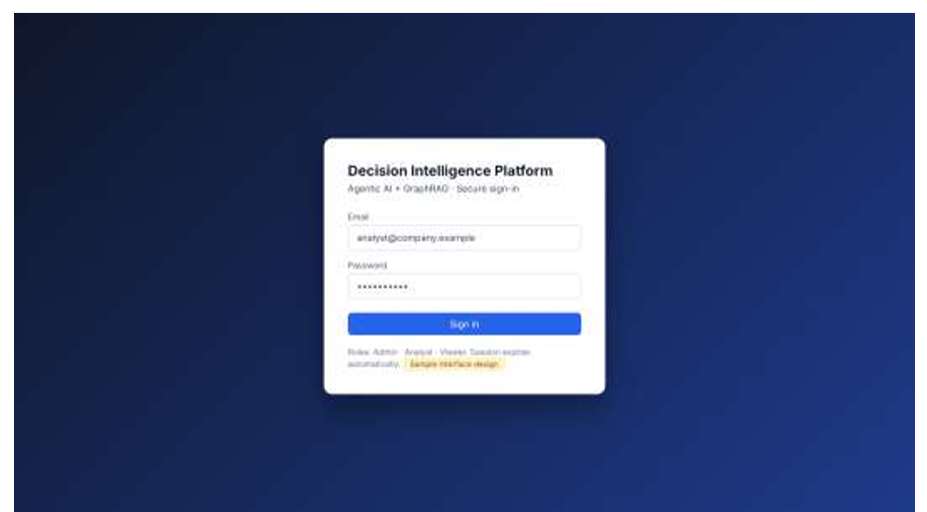 Decision Intelligence Platform
Agentic AI + GraphRAG · Secure sign-in
Email
analyst@company.example
Password
••••••••••
Sign in
Roles: Admin · Analyst · Viewer. Session expires
automatically. Sample interface design